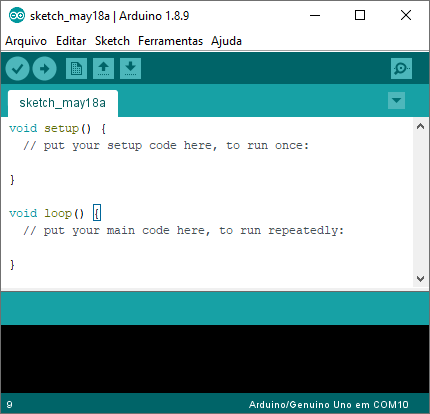 sketch_may18a | Arduino 1.8.9
Arquivo Editar Sketch Ferramentas Ajuda
sketch_may18a
void setup() {
// put your setup code here, to run once:
}
void loop() {
// put your main code here, to run repeatedly:
}
9 Arduino/Genuino Uno em COM10